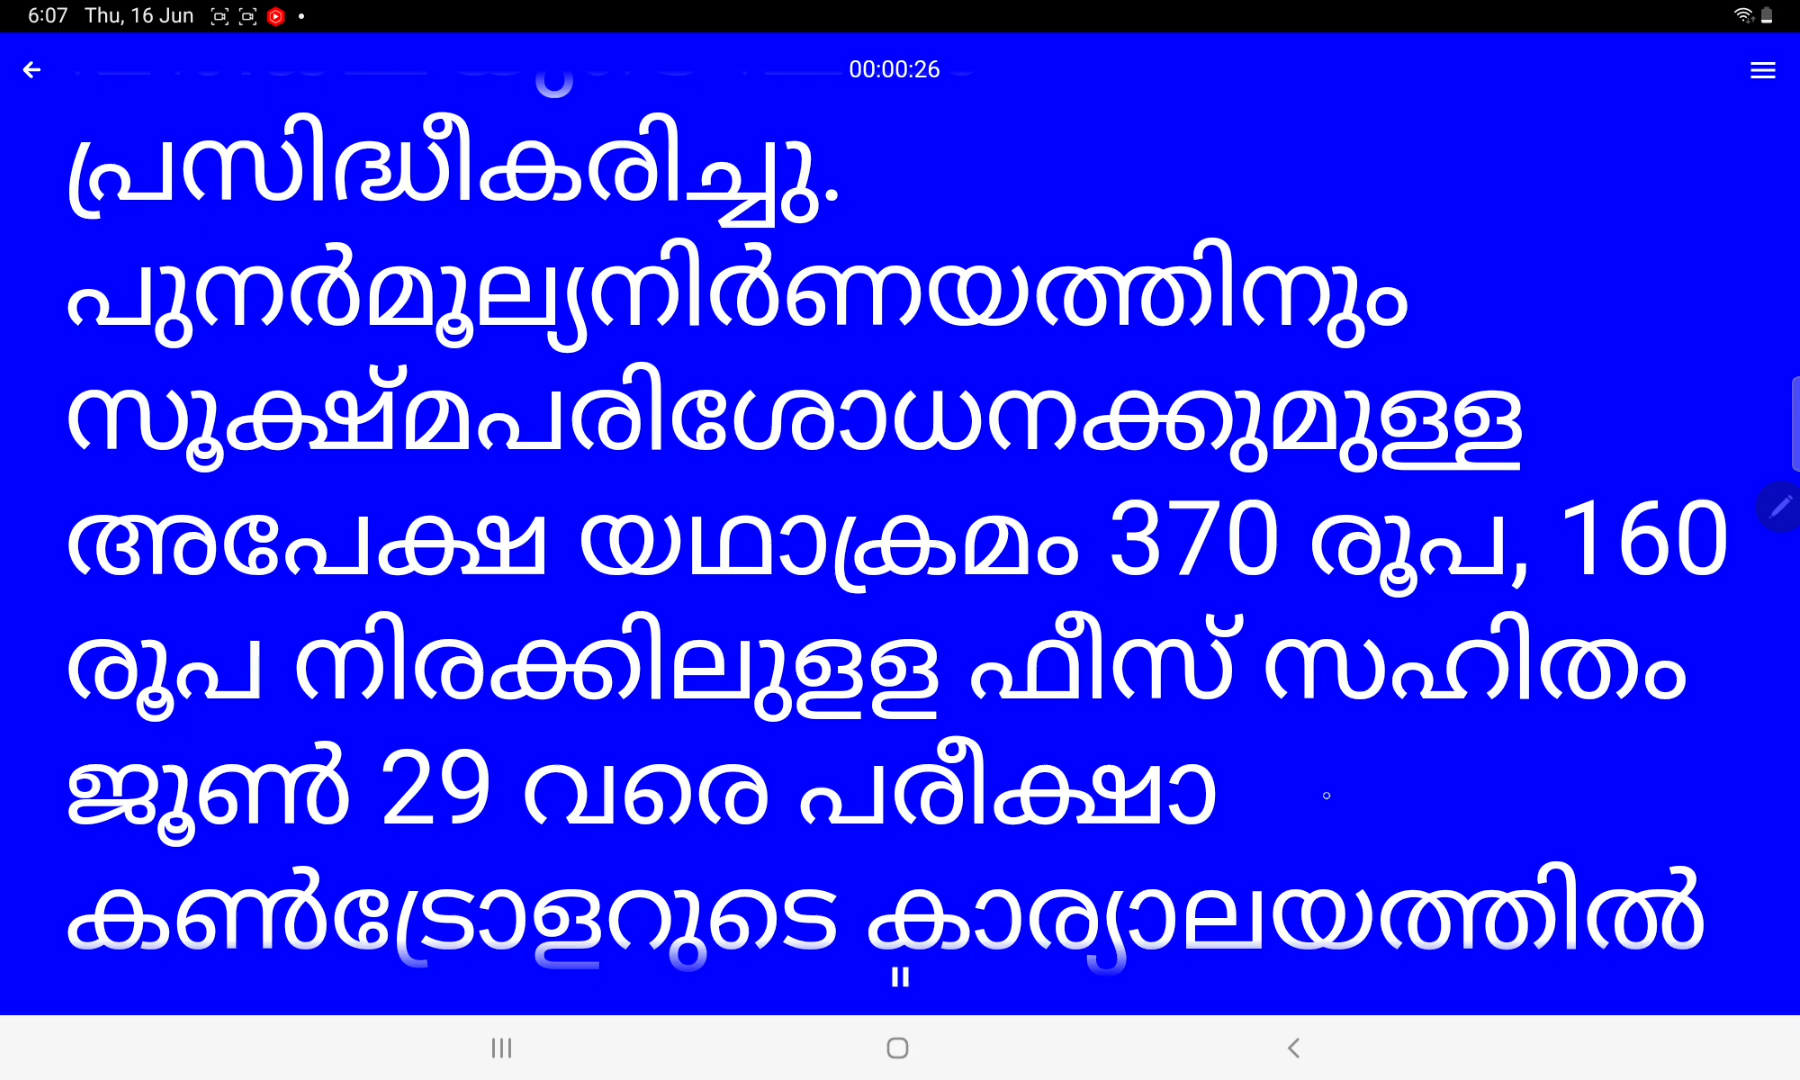 6:07 Thu, 16 Jun
00:00:26
പ്രസിദ്ധീകരിച്ചു.
പുനർമൂല്യനിർണയത്തിനും
സൂക്ഷ്മപരിശോധനക്കുമുള്ള
അപേക്ഷ യഥാക്രമം 370 രൂപ, 160
രൂപ നിരക്കിലുളള ഫീസ് സഹിതം
ജൂൺ 29 വരെ പരീക്ഷാ
കൺട്രോളറുടെ കാര്യാലയത്തിൽ